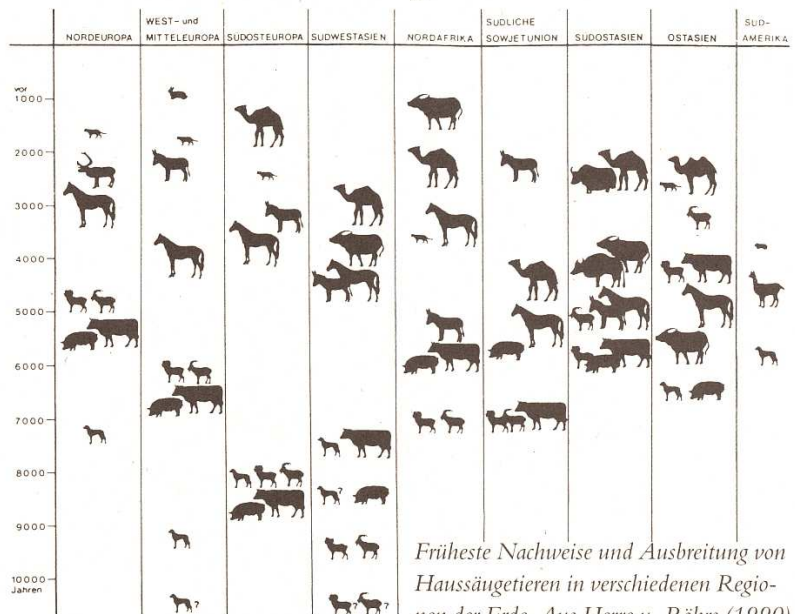 NORDEUROPA
WEST- und
MITTELEUROPA
SÜDOSTEUROPA
SÜDWESTASIEN
NORDAFRIKA
SÜDLICHE
SOWJETUNION
SÜDOSTASIEN
OSTASIEN
SÜD-
AMERIKA
vor
1000
2000
3000
4000
5000
6000
7000
8000
9000
10000
Jahren
?
?
?
?
Früheste Nachweise und Ausbreitung von
Haussäugetieren in verschiedenen Regio-
nen der Erde. Aus Herre u. Röhrs (1990)